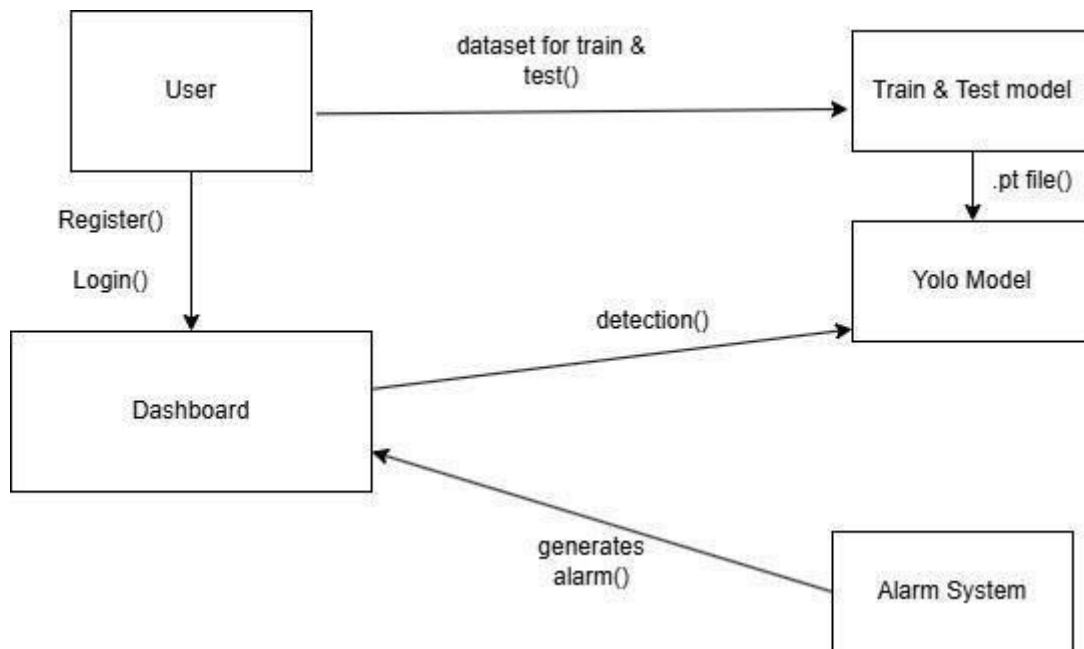 dataset for train &
test()
User
Train & Test model
.pt file()
Register()
Login()
Yolo Model
detection()
Dashboard
generates
alarm()
Alarm System